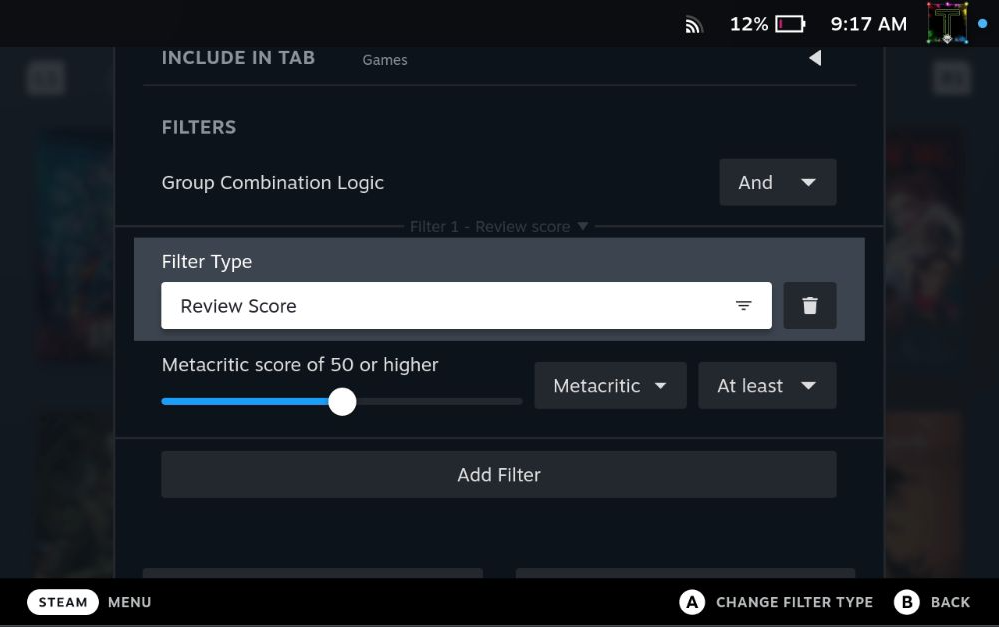 12% 9:17 AM
INCLUDE IN TAB Games
FILTERS
Group Combination Logic And
Filter 1 - Review score
Filter Type
Review Score
Metacritic score of 50 or higher
Metacritic At least
Add Filter
STEAM MENU A CHANGE FILTER TYPE B BACK